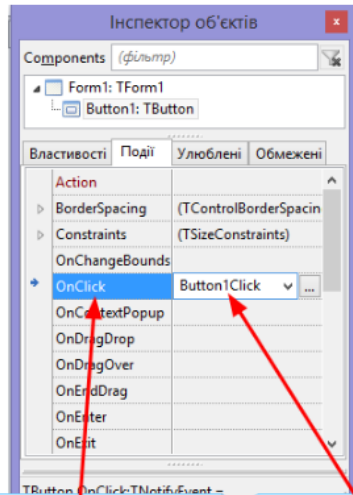 Інспектор об'єктів x
Components (фільтр)
Form1: TForm1
Button1: TButton
Властивості Події Улюблені Обмежені
Action
BorderSpacing (TControlBorderSpacin
Constraints (TSizeConstraints)
OnChangeBounds
OnClick Button1Click ...
OnContextPopup
OnDragDrop
OnDragOver
OnEndDrag
OnEnter
OnExit
TButton.OnClick:TNotifyEvent =